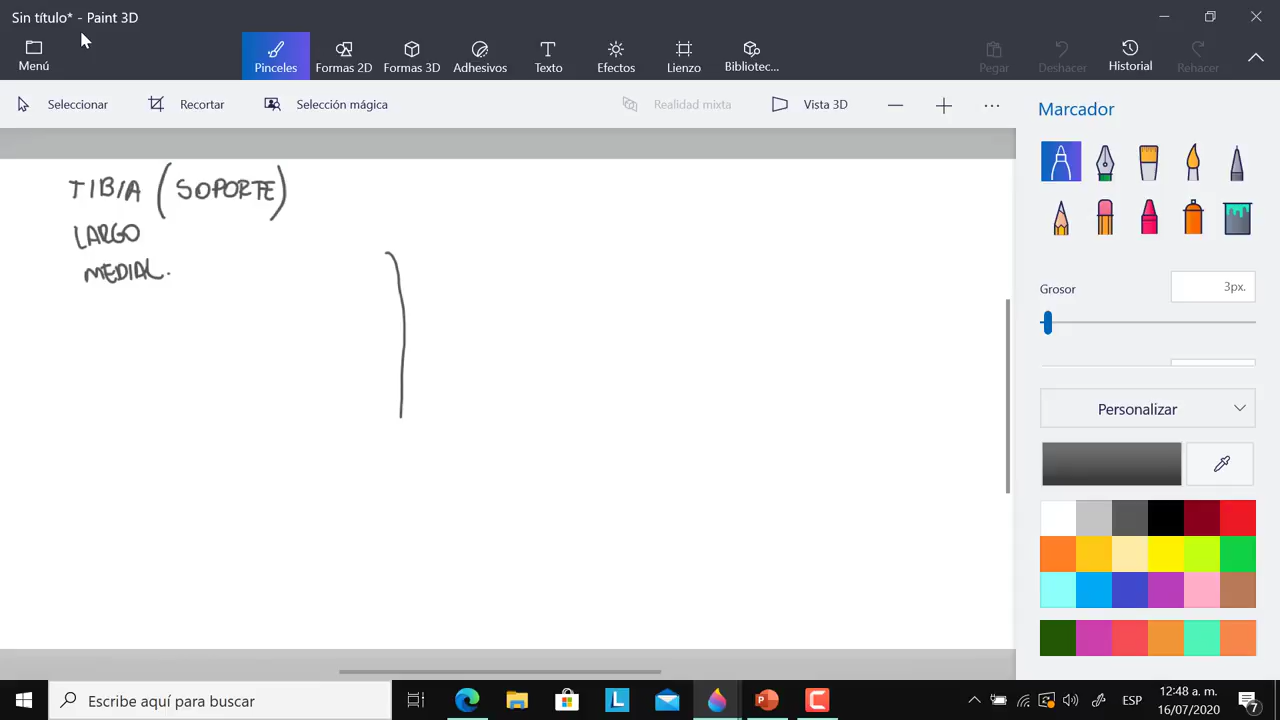 Sin título* - Paint 3D
Menú
Pinceles
Formas 2D
Formas 3D
Adhesivos
Texto
Efectos
Lienzo
Bibliotec...
Pegar
Deshacer
Historial
Rehacer
Seleccionar
Recortar
Selección mágica
Realidad mixta
Vista 3D
Marcador
TIBIA (SOPORTE)
LARGO
MEDIAL.
Grosor
3px.
Personalizar
Escribe aquí para buscar
L
ESP
12:48 a. m.
16/07/2020
7